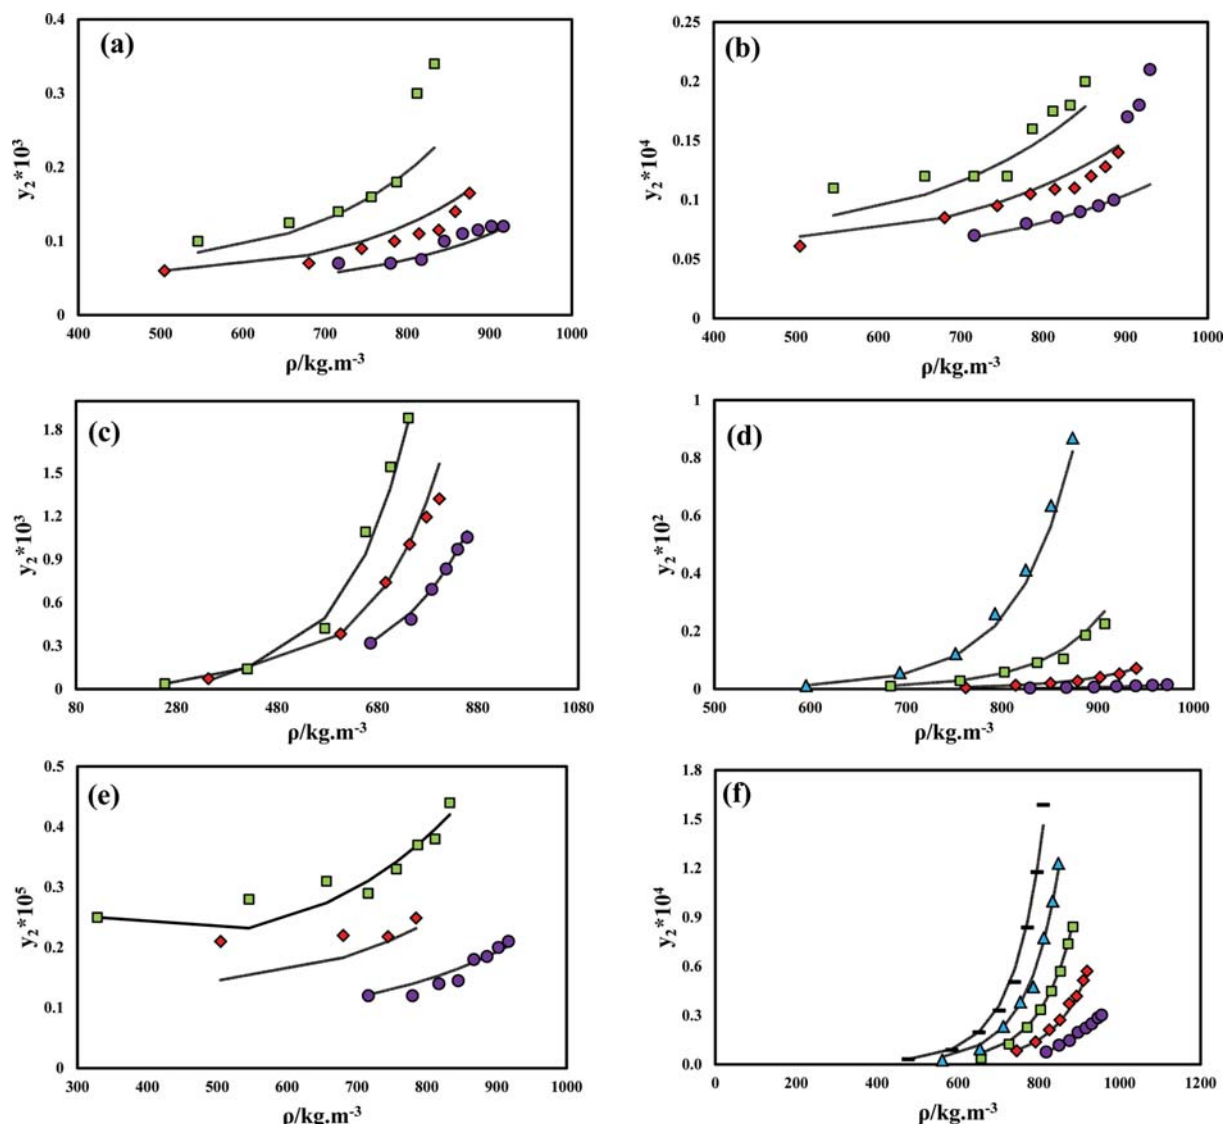 (a)
0.4
0.3
0.2
0.1
0
y₂*10³
400 500 600 700 800 900 1000
ρ/kg.m⁻³
(b)
0.25
0.2
0.15
0.1
0.05
0
y₂*10⁴
400 500 600 700 800 900 1000
ρ/kg.m⁻³
(c)
1.8
1.5
1.2
0.9
0.6
0.3
0
y₂*10³
80 280 480 680 880 1080
ρ/kg.m⁻³
(d)
1
0.8
0.6
0.4
0.2
0
y₂*10²
500 600 700 800 900 1000
ρ/kg.m⁻³
(e)
0.5
0.4
0.3
0.2
0.1
0
y₂*10⁵
300 400 500 600 700 800 900 1000
ρ/kg.m⁻³
(f)
1.8
1.5
1.2
0.9
0.6
0.3
0.0
y₂*10⁴
0 200 400 600 800 1000 1200
ρ/kg.m⁻³